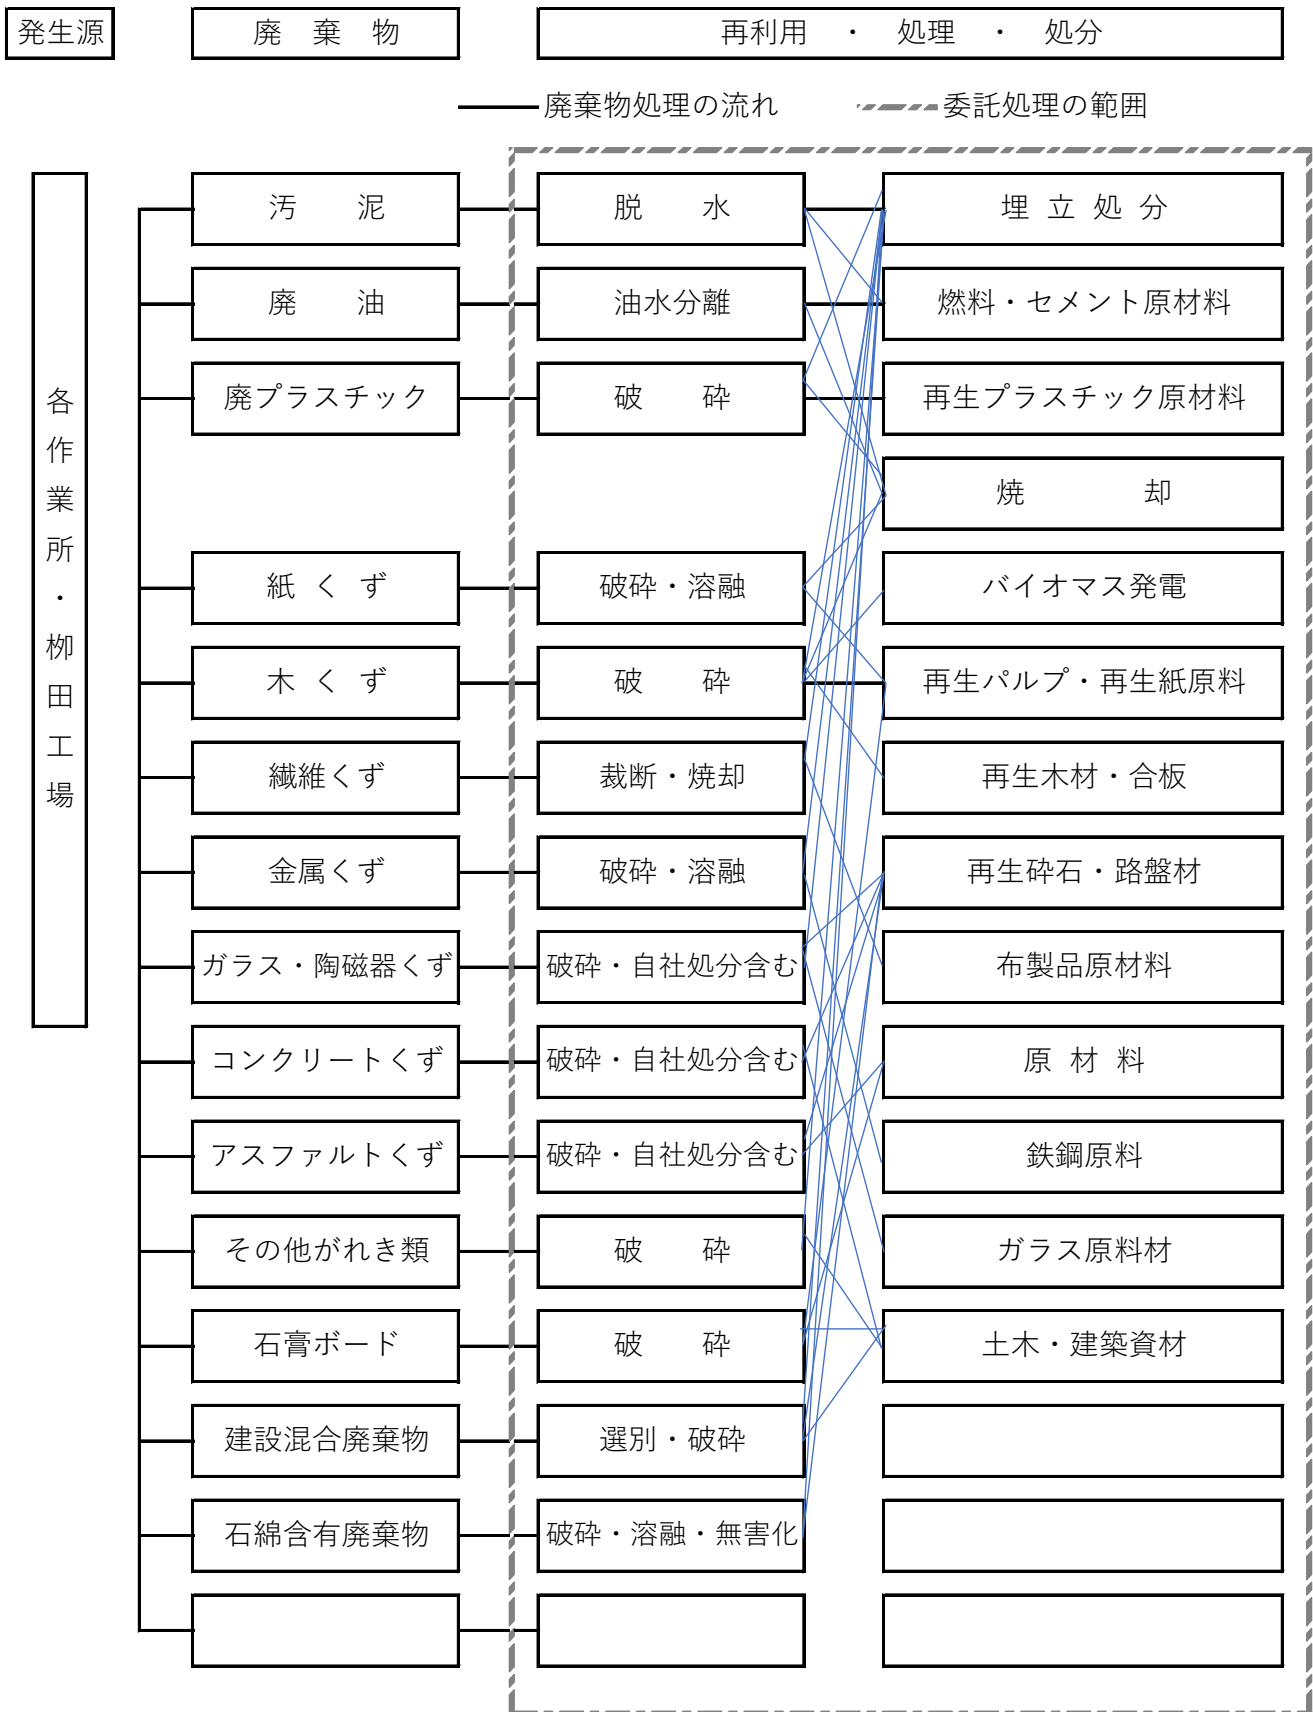 発生源
廃棄物
再利用・処理・処分
廃棄物処理の流れ
委託処理の範囲
各作業所・栁田工場
汚泥
脱水
埋立処分
廃油
油水分離
燃料・セメント原材料
廃プラスチック
破砕
再生プラスチック原材料
焼却
紙くず
破砕・溶融
バイオマス発電
木くず
破砕
再生パルプ・再生紙原料
繊維くず
裁断・焼却
再生木材・合板
金属くず
破砕・溶融
再生砕石・路盤材
ガラス・陶磁器くず
破砕・自社処分含む
布製品原材料
コンクリートくず
破砕・自社処分含む
原材料
アスファルトくず
破砕・自社処分含む
鉄鋼原料
その他がれき類
破砕
ガラス原料材
石膏ボード
破砕
土木・建築資材
建設混合廃棄物
選別・破砕
石綿含有廃棄物
破砕・溶融・無害化